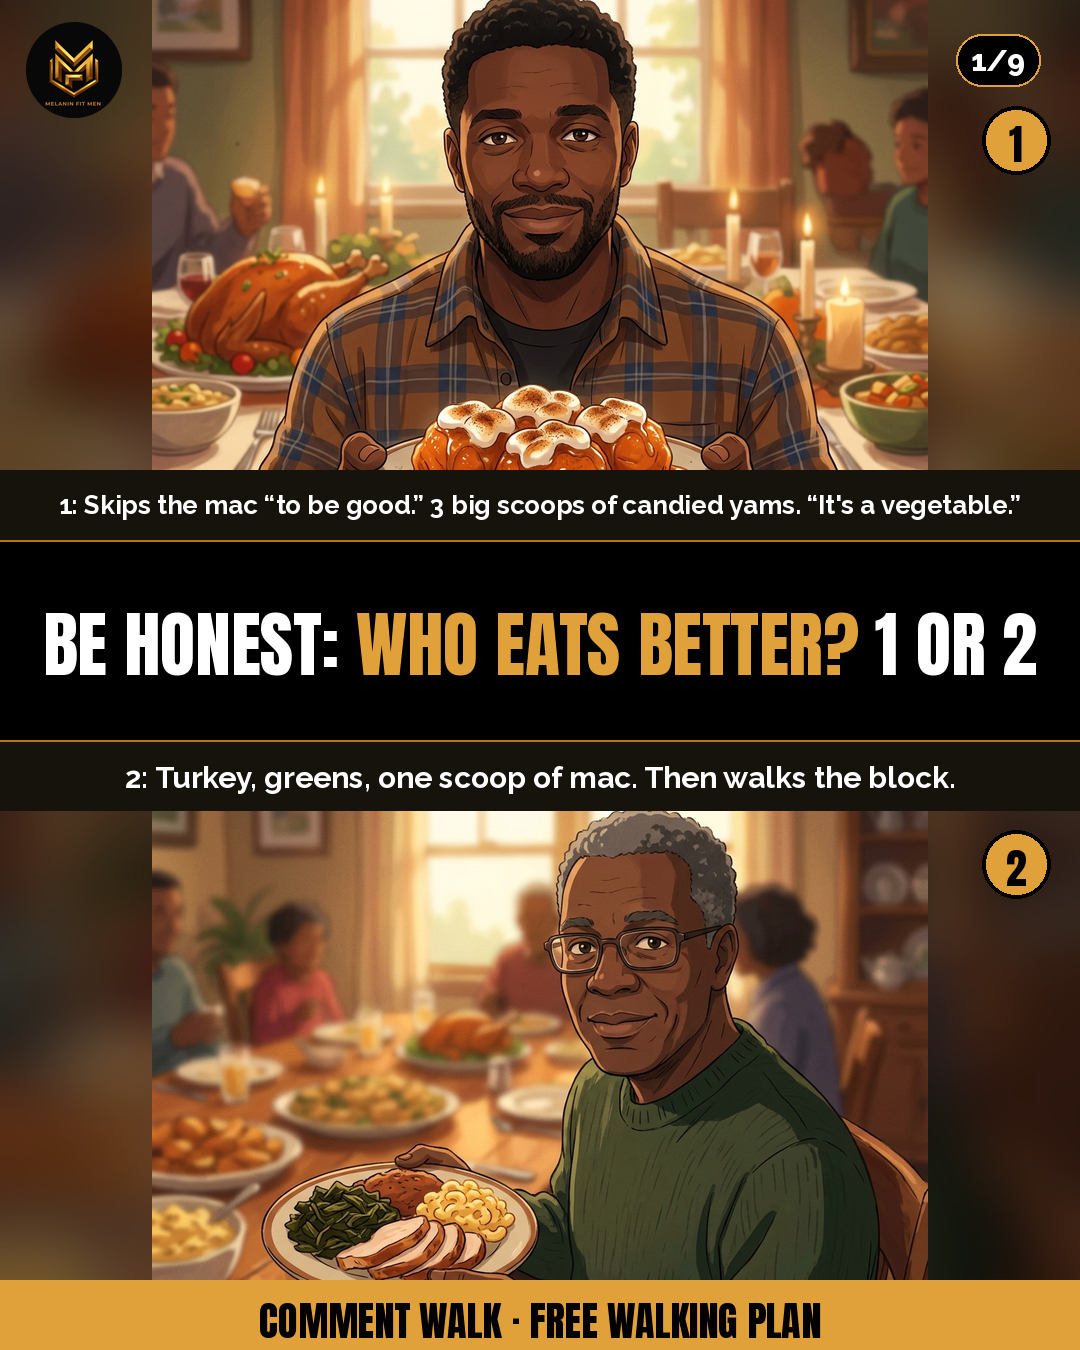 MELANIN FIT MEN
1/9
1
1: Skips the mac “to be good.” 3 big scoops of candied yams. “It's a vegetable.”
BE HONEST: WHO EATS BETTER? 1 OR 2
2: Turkey, greens, one scoop of mac. Then walks the block.
2
COMMENT WALK · FREE WALKING PLAN